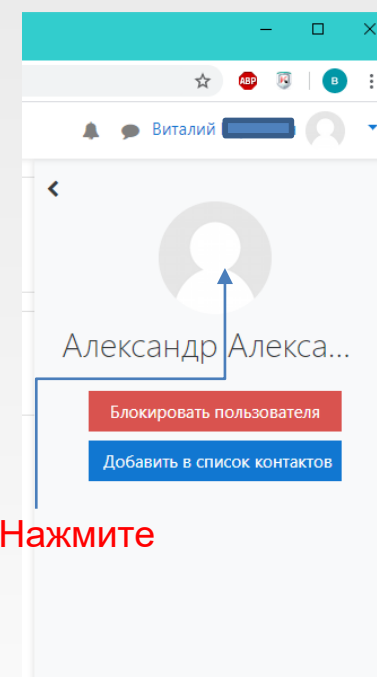 ABP
B
Виталий
Александр Алекса...
Блокировать пользователя
Добавить в список контактов
Нажмите